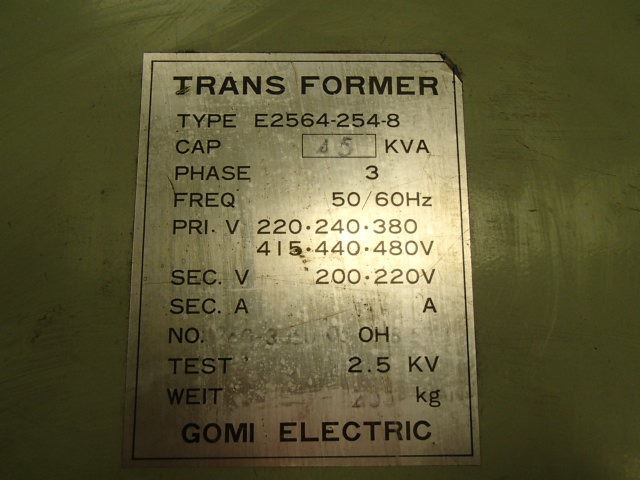 TRANS FORMER
TYPE E2564-254-8
CAP KVA
PHASE 3
FREQ 50/60Hz
PRI. V 220·240·380
415·440·480V
SEC. V 200·220V
SEC. A A
NO. OH
TEST 2.5 KV
WEIT kg
GOMI ELECTRIC